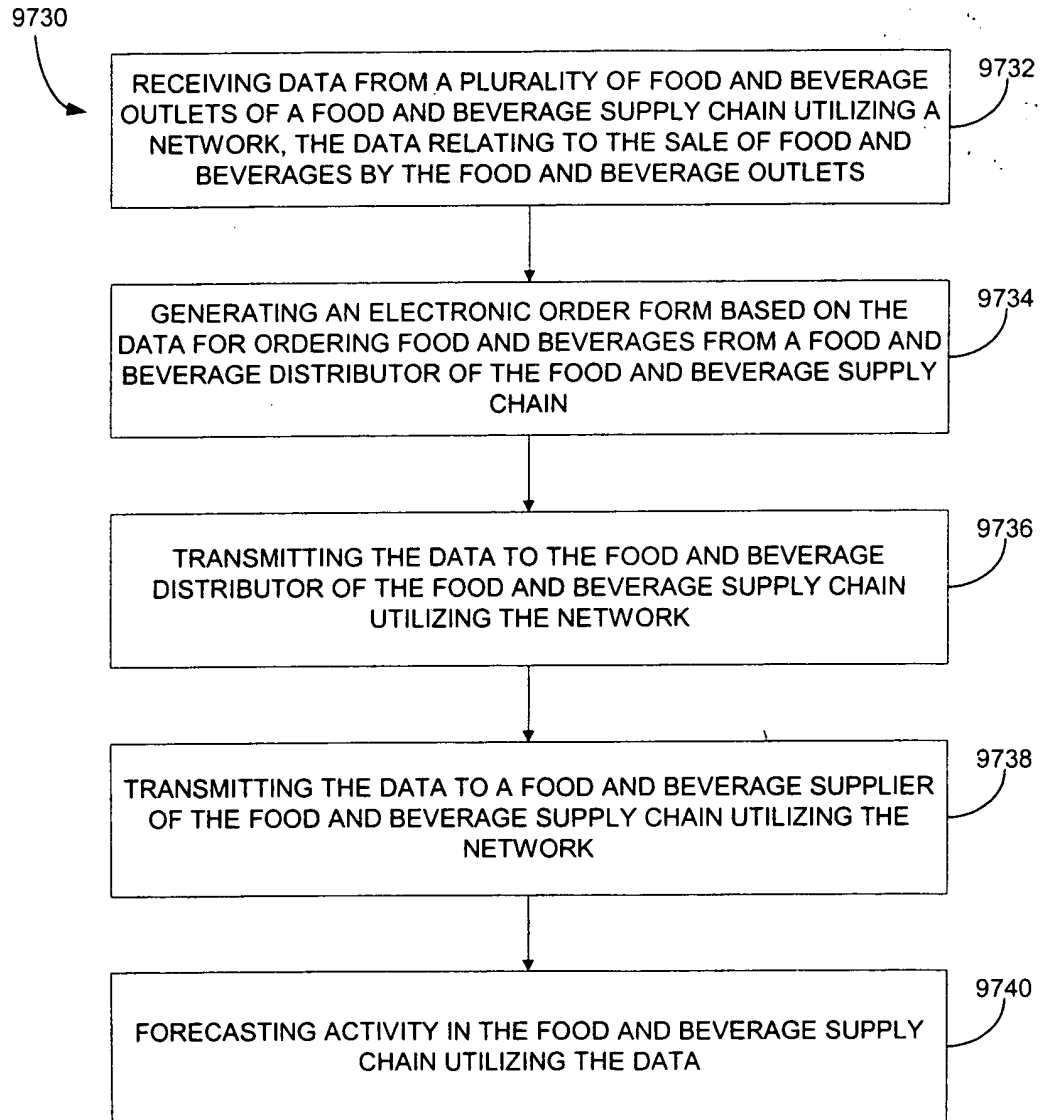 9730
RECEIVING DATA FROM A PLURALITY OF FOOD AND BEVERAGE
OUTLETS OF A FOOD AND BEVERAGE SUPPLY CHAIN UTILIZING A
NETWORK, THE DATA RELATING TO THE SALE OF FOOD AND
BEVERAGES BY THE FOOD AND BEVERAGE OUTLETS
9732
GENERATING AN ELECTRONIC ORDER FORM BASED ON THE
DATA FOR ORDERING FOOD AND BEVERAGES FROM A FOOD AND
BEVERAGE DISTRIBUTOR OF THE FOOD AND BEVERAGE SUPPLY
CHAIN
9734
TRANSMITTING THE DATA TO THE FOOD AND BEVERAGE
DISTRIBUTOR OF THE FOOD AND BEVERAGE SUPPLY CHAIN
UTILIZING THE NETWORK
9736
TRANSMITTING THE DATA TO A FOOD AND BEVERAGE SUPPLIER
OF THE FOOD AND BEVERAGE SUPPLY CHAIN UTILIZING THE
NETWORK
9738
FORECASTING ACTIVITY IN THE FOOD AND BEVERAGE SUPPLY
CHAIN UTILIZING THE DATA
9740